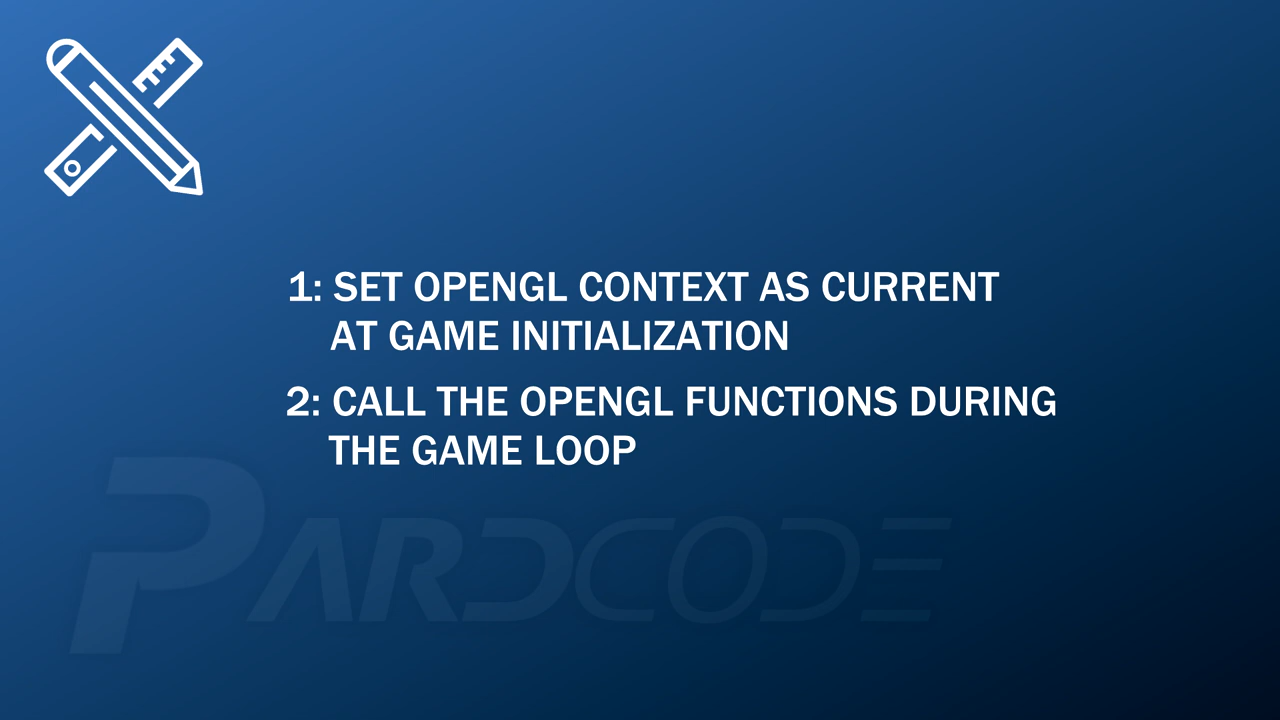 1: SET OPENGL CONTEXT AS CURRENT
AT GAME INITIALIZATION
2: CALL THE OPENGL FUNCTIONS DURING
THE GAME LOOP
PARDCODE